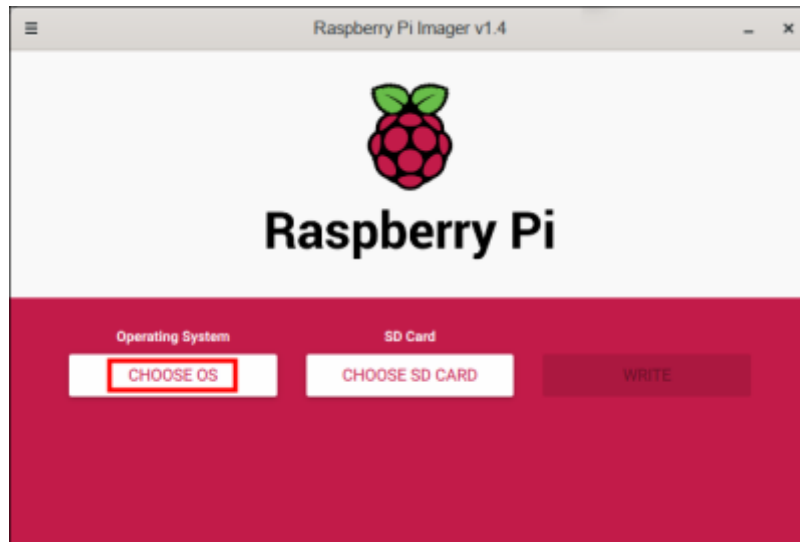 Raspberry Pi Imager v1.4
Raspberry Pi
Operating System
SD Card
CHOOSE OS
CHOOSE SD CARD
WRITE